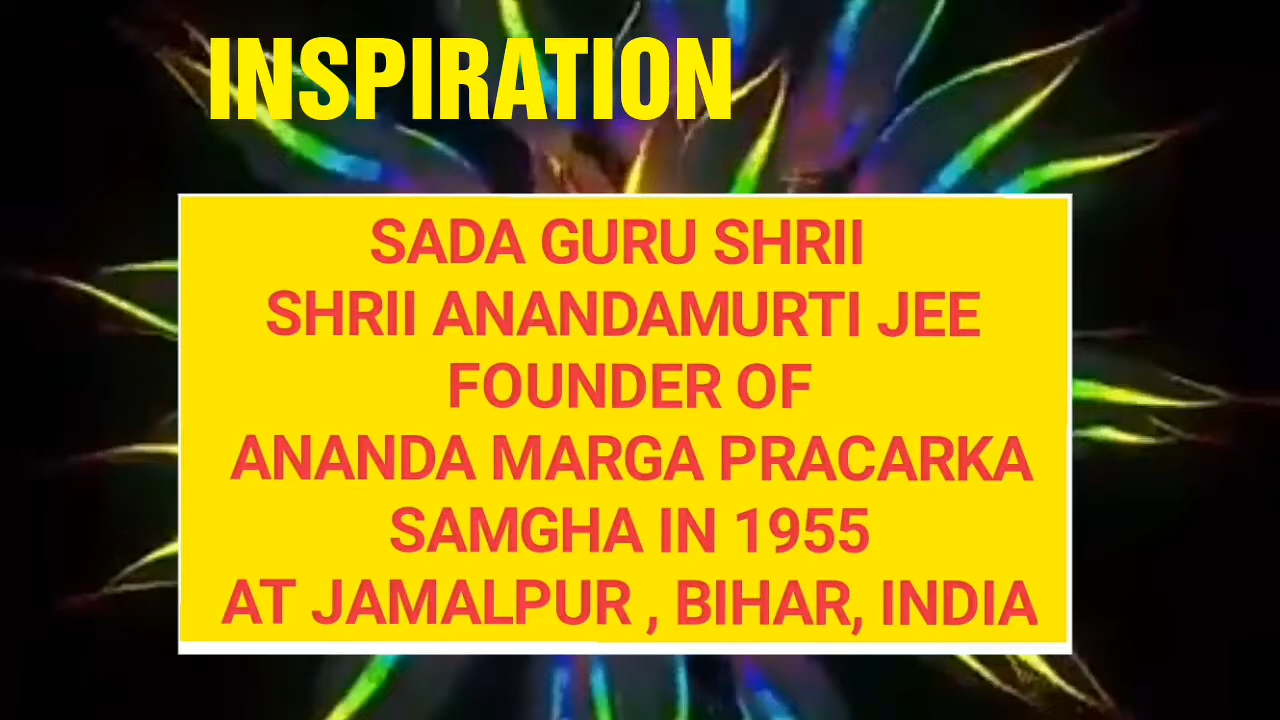 INSPIRATION
SADA GURU SHRII
SHRII ANANDAMURTI JEE
FOUNDER OF
ANANDA MARGA PRACARKA
SAMGHA IN 1955
AT JAMALPUR , BIHAR, INDIA